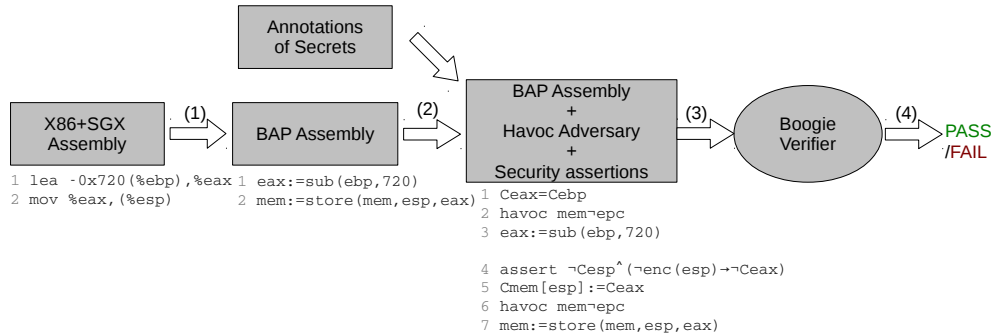 Annotations
of Secrets
X86+SGX
Assembly
(1)
BAP Assembly
(2)
BAP Assembly
+
Havoc Adversary
+
Security assertions
(3)
Boogie
Verifier
(4)
PASS
/FAIL
1 lea -0x720(%ebp),%eax
2 mov %eax,(%esp)
1 eax:=sub(ebp,720)
2 mem:=store(mem,esp,eax)
1 Ceax=Cebp
2 havoc mem¬epc
3 eax:=sub(ebp,720)
4 assert ¬Cesp^(¬enc(esp)→¬Ceax)
5 Cmem[esp]:=Ceax
6 havoc mem¬epc
7 mem:=store(mem,esp,eax)